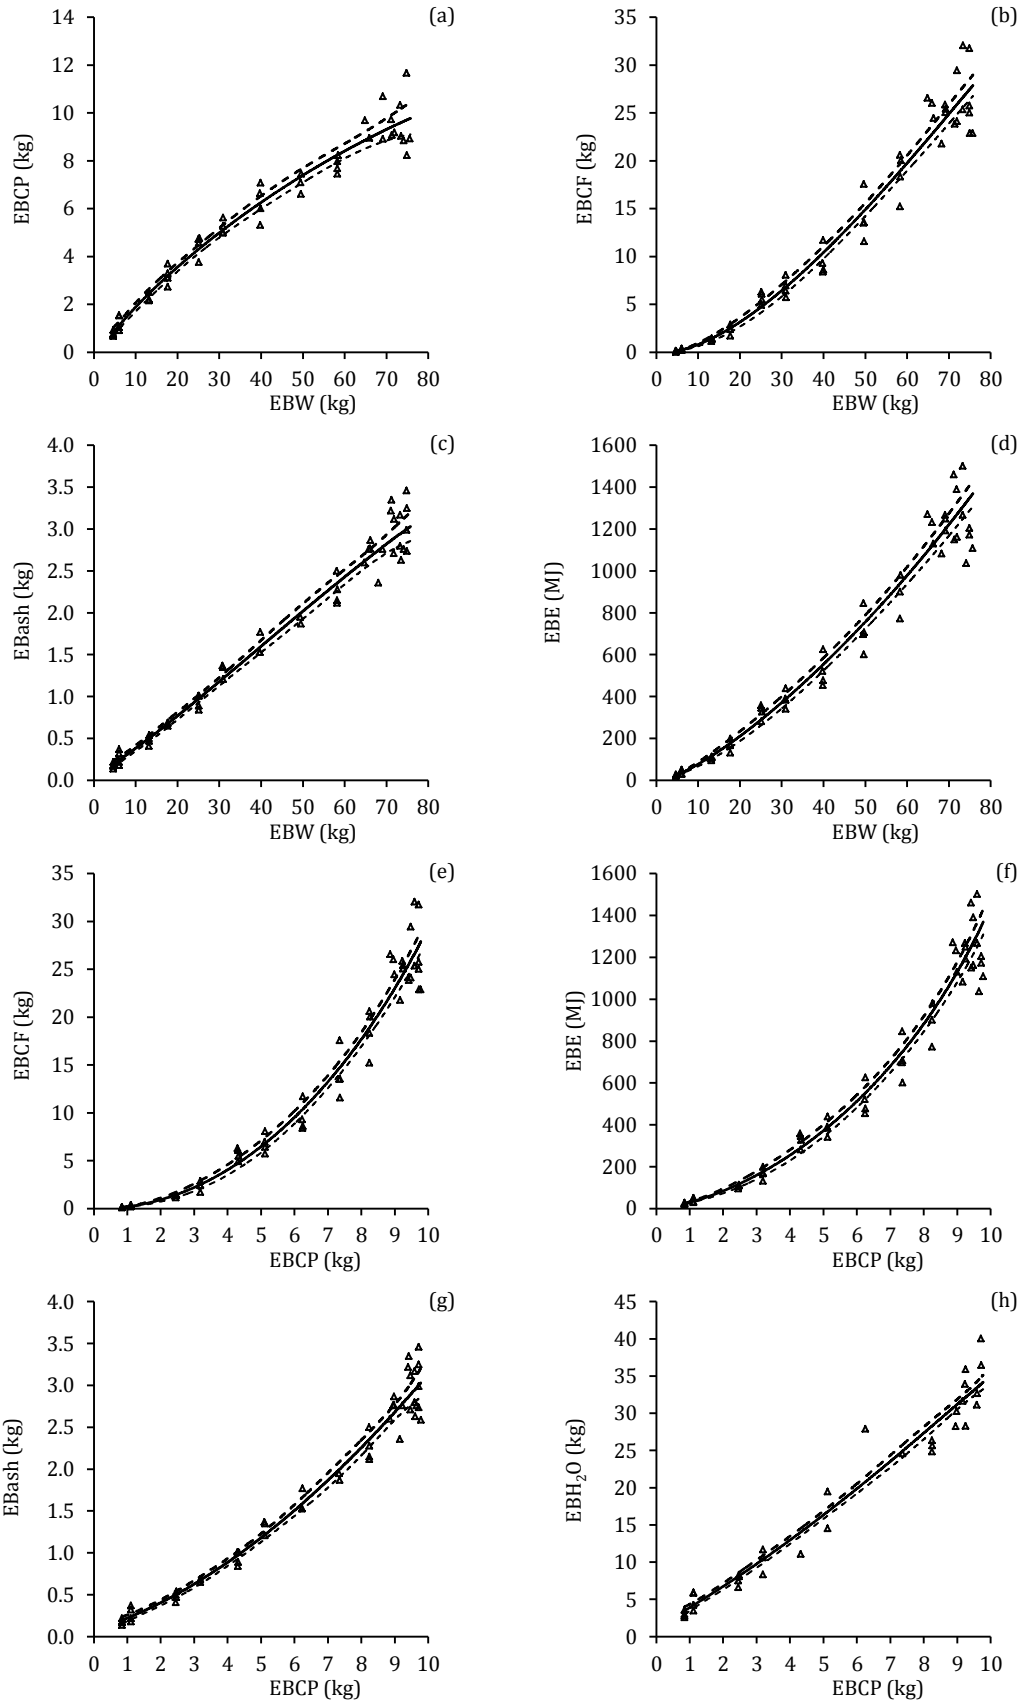 (a)
14
12
10
8
6
4
2
0
EBCP (kg)
0 10 20 30 40 50 60 70 80
EBW (kg)
(b)
35
30
25
20
15
10
5
0
EBCF (kg)
0 10 20 30 40 50 60 70 80
EBW (kg)
(c)
4.0
3.5
3.0
2.5
2.0
1.5
1.0
0.5
0.0
EBash (kg)
0 10 20 30 40 50 60 70 80
EBW (kg)
(d)
1600
1400
1200
1000
800
600
400
200
0
EBE (MJ)
0 10 20 30 40 50 60 70 80
EBW (kg)
(e)
35
30
25
20
15
10
5
0
EBCF (kg)
0 1 2 3 4 5 6 7 8 9 10
EBCP (kg)
(f)
1600
1400
1200
1000
800
600
400
200
0
EBE (MJ)
0 1 2 3 4 5 6 7 8 9 10
EBCP (kg)
(g)
4.0
3.5
3.0
2.5
2.0
1.5
1.0
0.5
0.0
EBash (kg)
0 1 2 3 4 5 6 7 8 9 10
EBCP (kg)
(h)
45
40
35
30
25
20
15
10
5
0
EBH₂O (kg)
0 1 2 3 4 5 6 7 8 9 10
EBCP (kg)